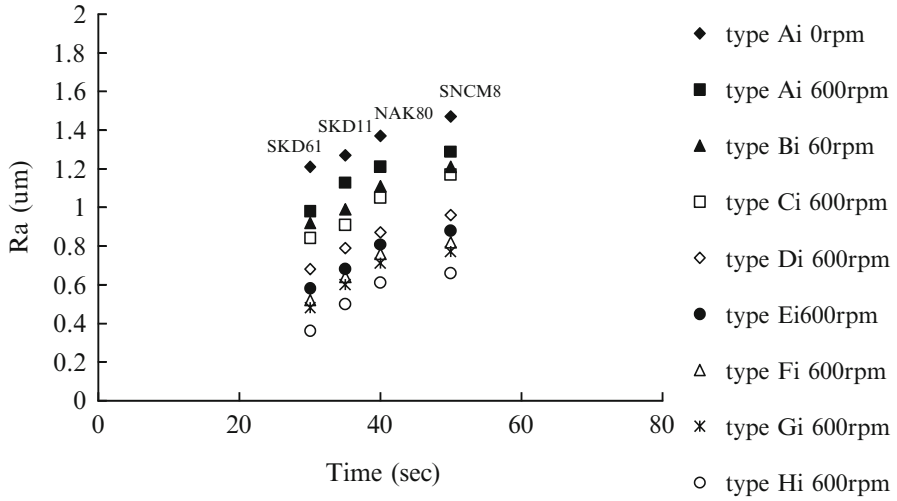 2
1.8
1.6
1.4
1.2
1
0.8
0.6
0.4
0.2
0
Ra (um)
SKD61
SKD11
NAK80
SNCM8
0
20
40
60
80
Time (sec)
type Ai 0rpm
type Ai 600rpm
type Bi 60rpm
type Ci 600rpm
type Di 600rpm
type Ei600rpm
type Fi 600rpm
type Gi 600rpm
type Hi 600rpm